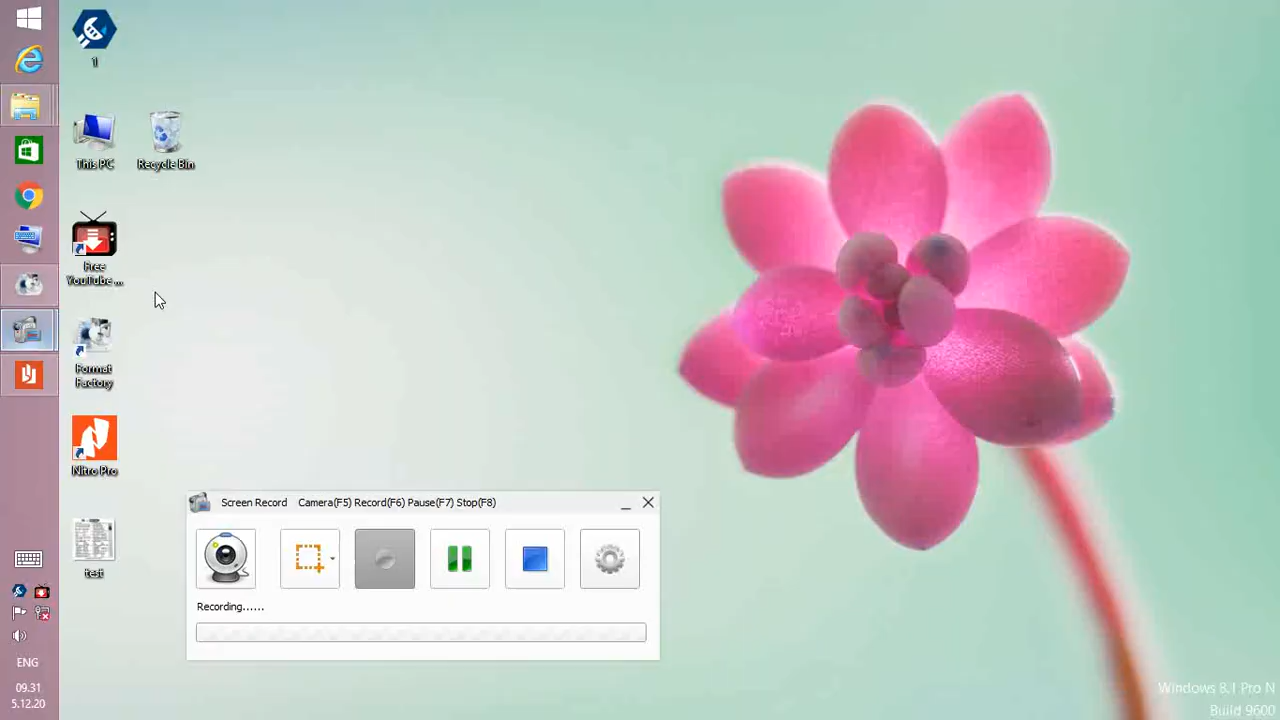 1
This PC
Recycle Bin
Free
YouTube ...
Format
Factory
Nitro Pro
test
Screen Record Camera(F5) Record(F6) Pause(F7) Stop(F8)
Recording......
ENG
09.31
5.12.20
Windows 8.1 Pro N
Build 9600